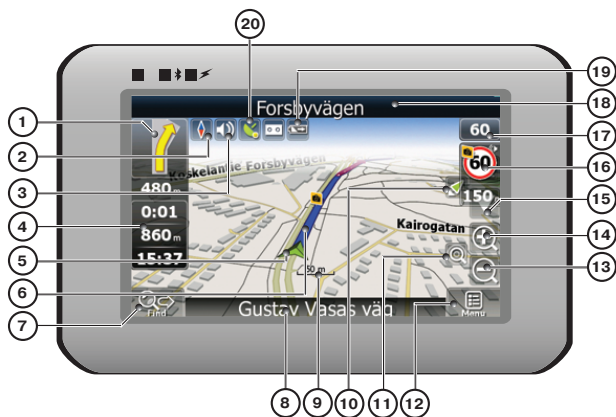 20
19
Forsbyvägen
18
1
60
17
2
60
16
Koskelantie Forsbyvägen
480 m
150
15
3
0:01
Kairogatan
4
860 m
14
15:37
5
13
50 m
6
Find
Gustav Vasas väg
Menu
7
8
9
10
11
12